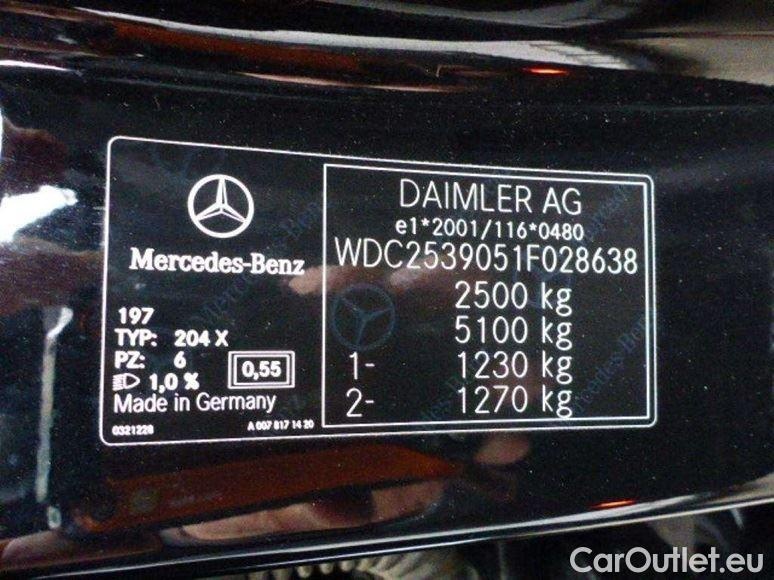 Mercedes-Benz
197
TYP: 204 X
PZ: 6
0,55
1,0 %
Made in Germany
0321228
A 007 817 14 20
DAIMLER AG
e1*2001/116*0480
WDC2539051F028638
2500 kg
5100 kg
1- 1230 kg
2- 1270 kg
CarOutlet.eu